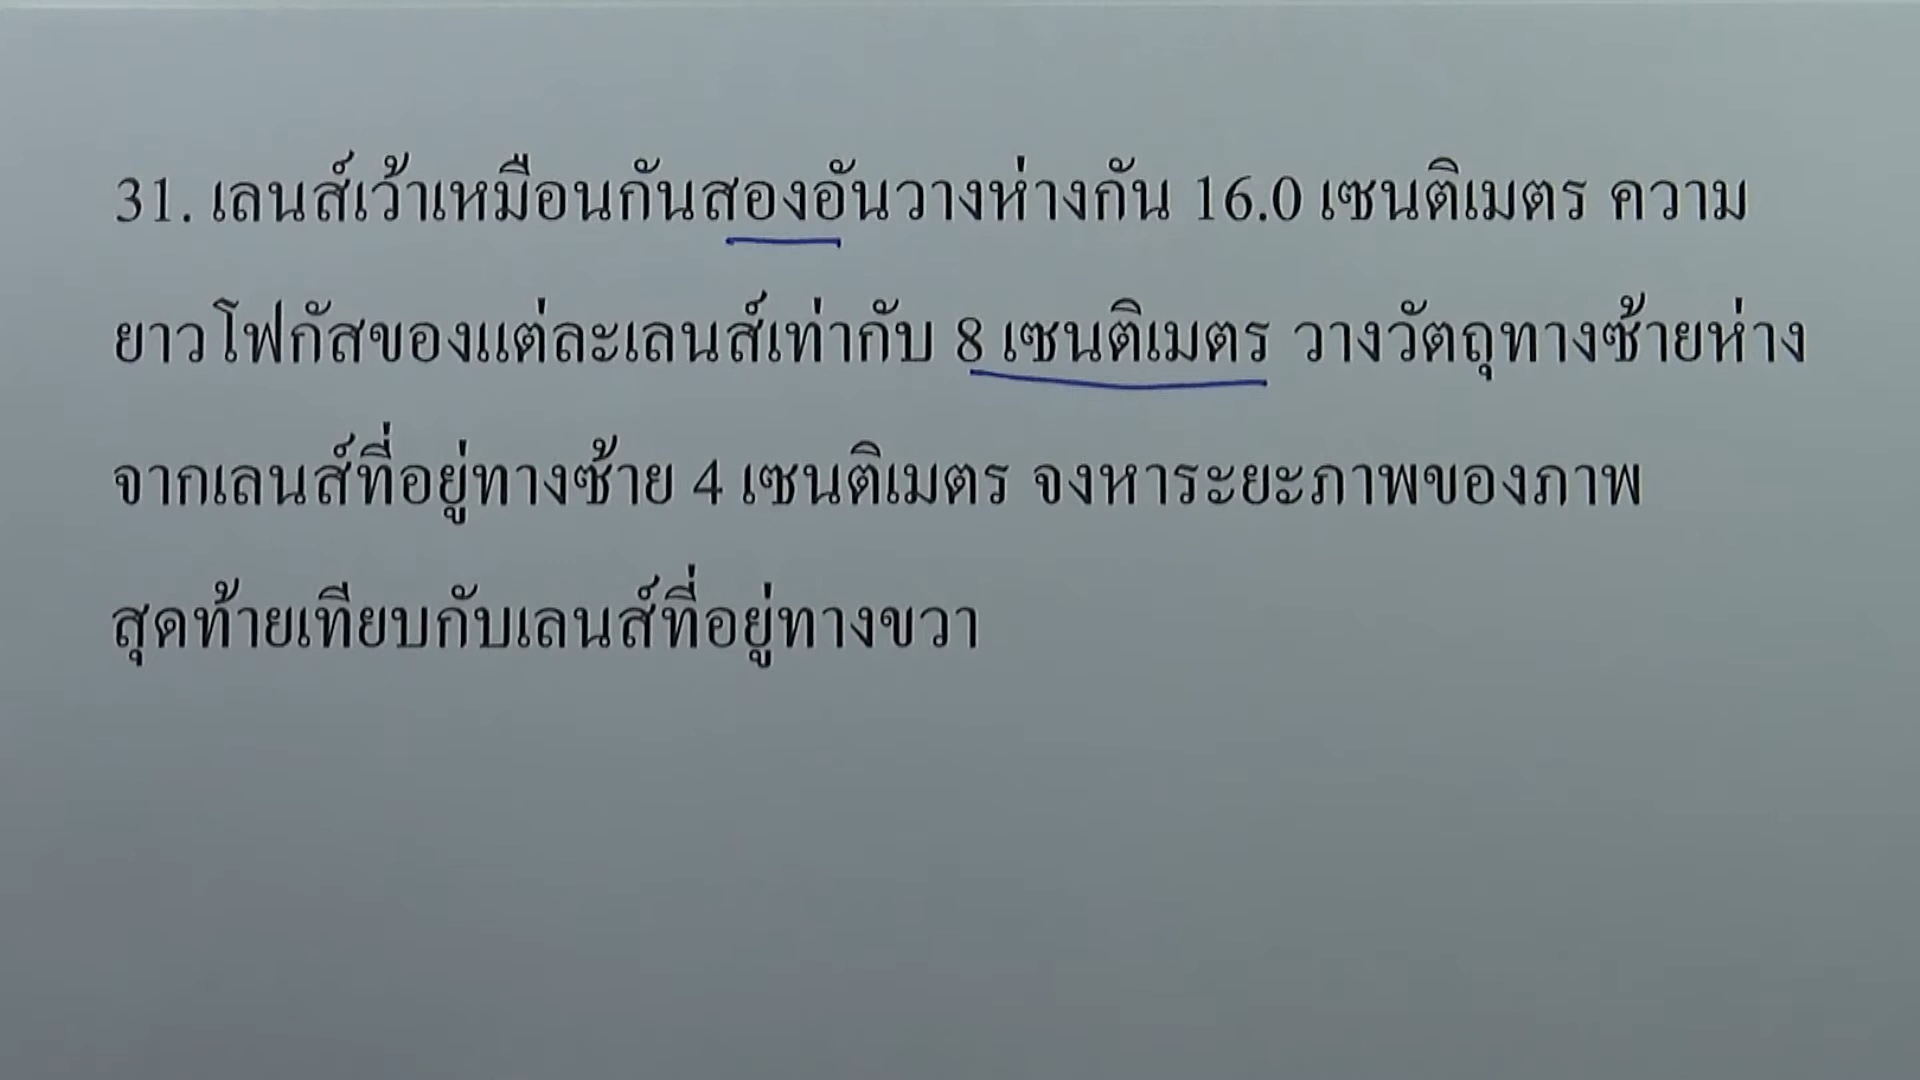 31. เลนส์เว้าเหมือนกันสองอันวางห่างกัน 16.0 เซนติเมตร ความ
ยาวโฟกัสของแต่ละเลนส์เท่ากับ 8 เซนติเมตร วางวัตถุทางซ้ายห่าง
จากเลนส์ที่อยู่ทางซ้าย 4 เซนติเมตร จงหาระยะภาพของภาพ
สุดท้ายเทียบกับเลนส์ที่อยู่ทางขวา